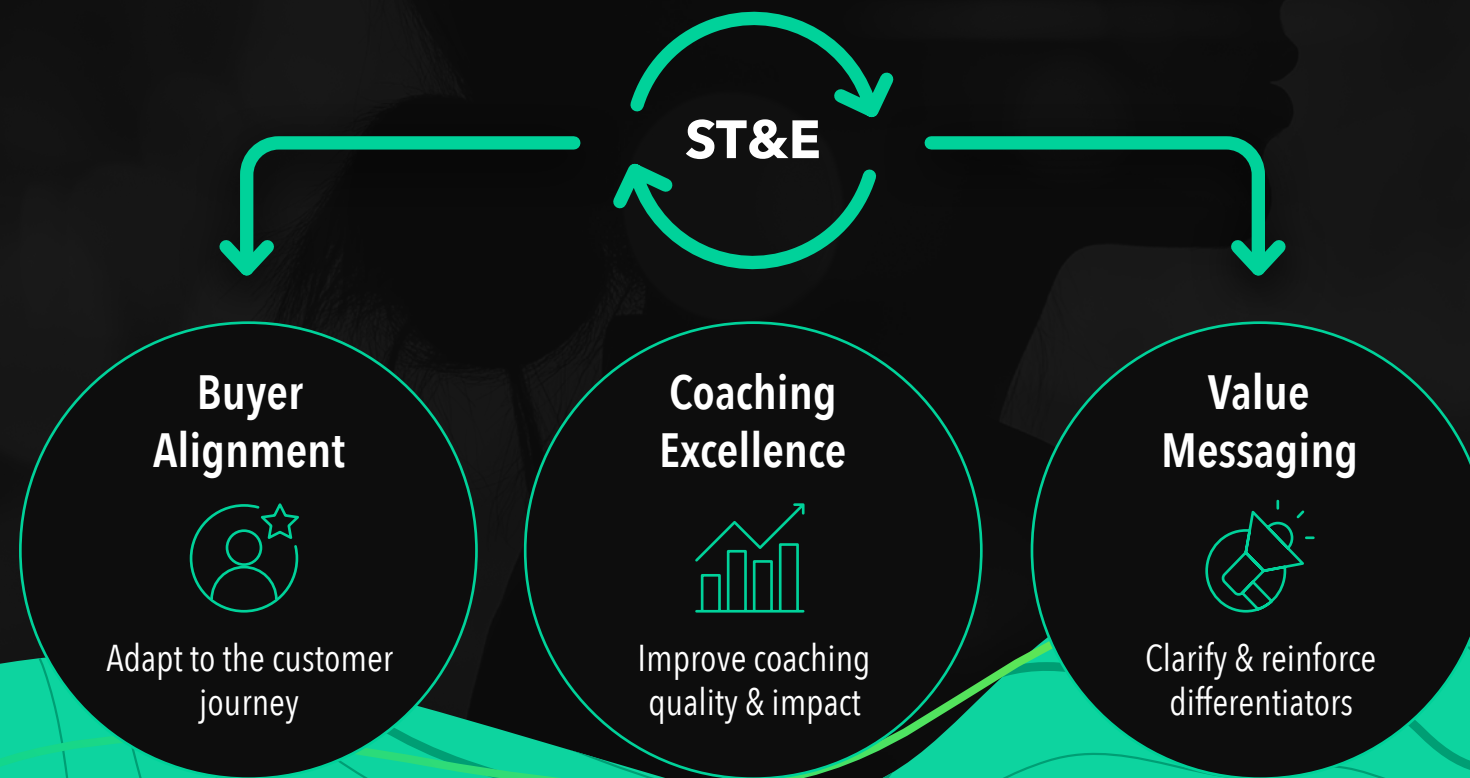 ST&E
Buyer
Alignment
Adapt to the customer
journey
Coaching
Excellence
Improve coaching
quality & impact
Value
Messaging
Clarify & reinforce
differentiators